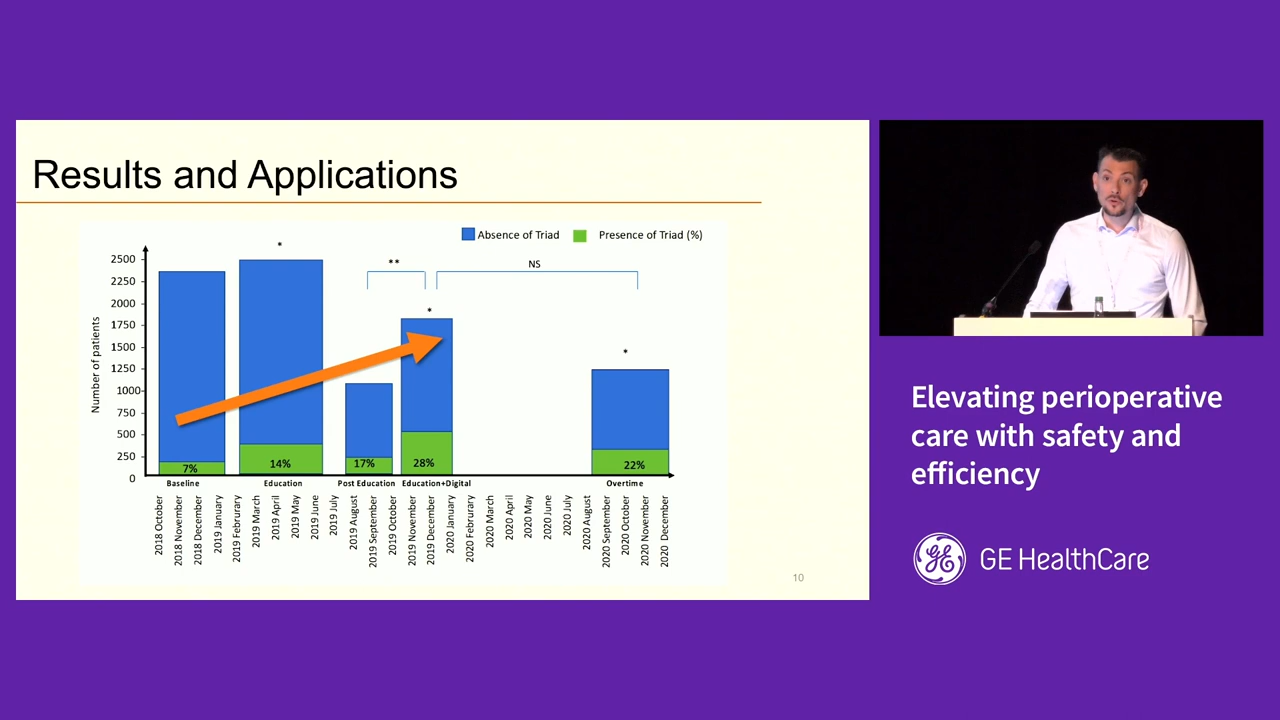 Results and Applications
Absence of Triad
Presence of Triad (%)
*
**
NS
*
*
Number of patients
2500
2250
2000
1750
1500
1250
1000
750
500
250
0
7%
14%
17%
28%
22%
Baseline
Education
Post Education
Education+Digital
Overtime
2018 October
2018 November
2018 December
2019 January
2019 Februrary
2019 March
2019 April
2019 May
2019 June
2019 July
2019 August
2019 September
2019 October
2019 November
2019 December
2020 January
2020 Februrary
2020 March
2020 April
2020 May
2020 June
2020 July
2020 August
2020 September
2020 October
2020 November
2020 December
10
Elevating perioperative
care with safety and
efficiency
GE HealthCare